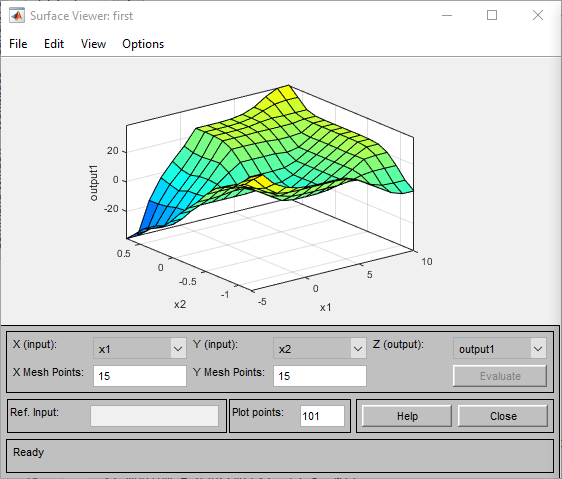 Surface Viewer: first
File Edit View Options
20
0
-20
output1
0.5
0
-0.5
-1
x2
-5
0
5
10
x1
X (input): x1 Y (input): x2 Z (output): output1
X Mesh Points: 15 Y Mesh Points: 15 Evaluate
Ref. Input: Plot points: 101 Help Close
Ready